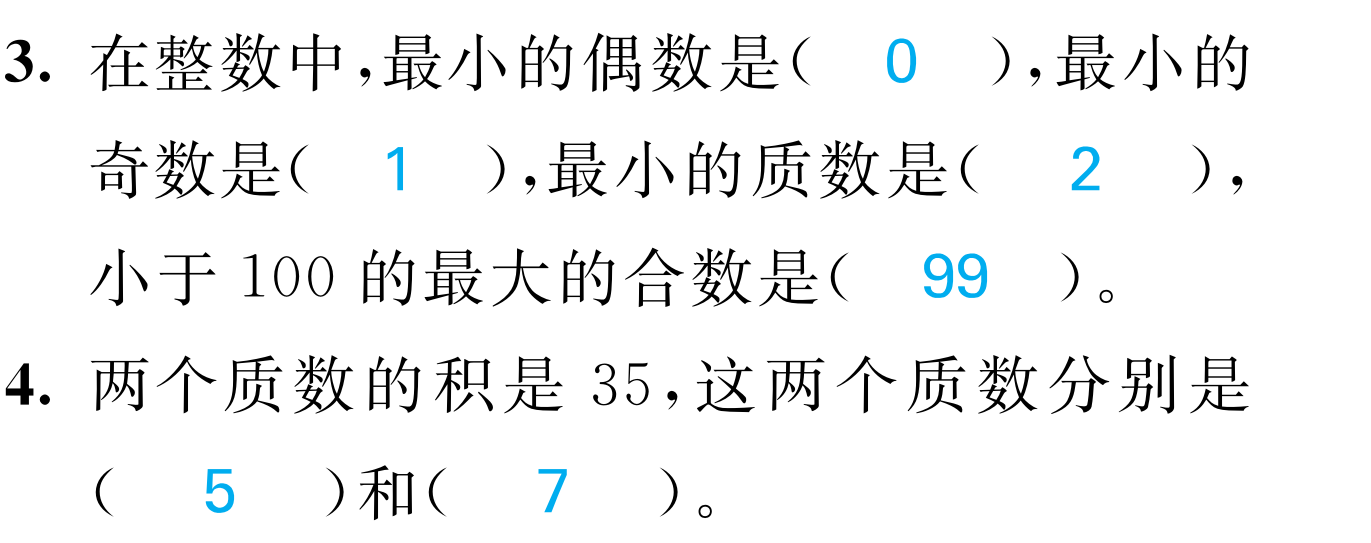 3. 在整数中,最小的偶数是( 0 ),最小的
奇数是( 1 ),最小的质数是( 2 ),
小于 100 的最大的合数是( 99 )。
4. 两个质数的积是 35,这两个质数分别是
( 5 )和( 7 )。